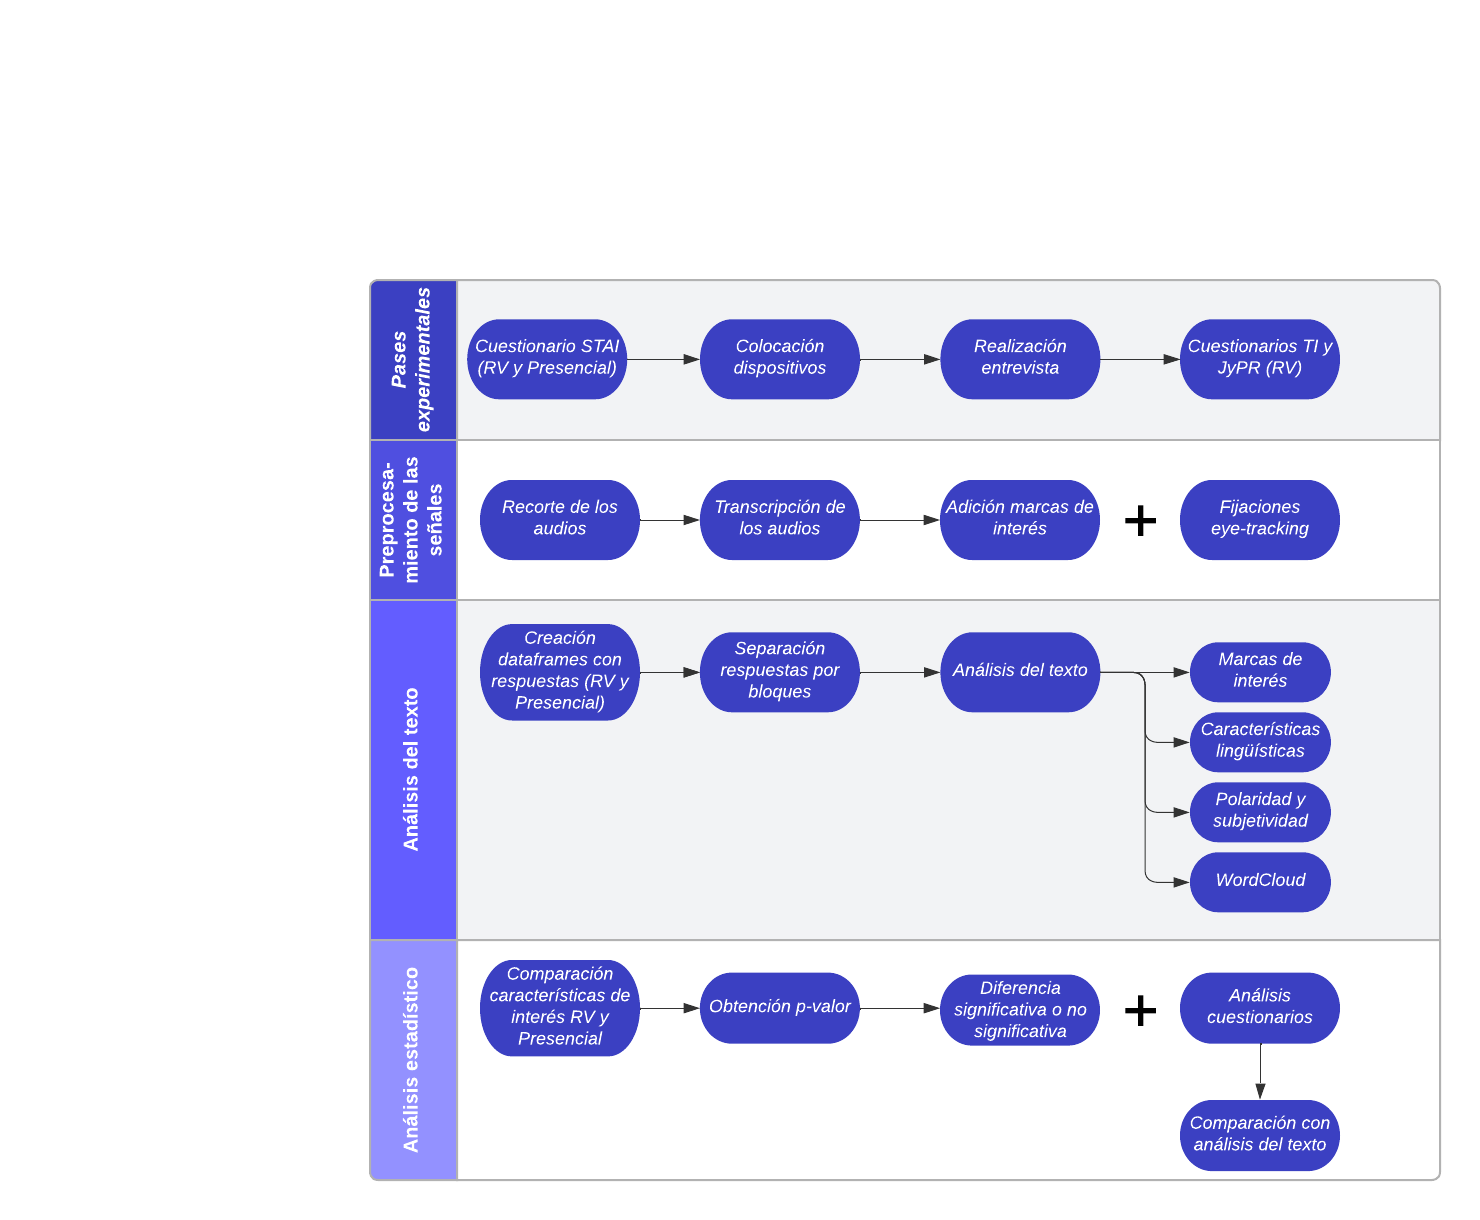 Pases
experimentales
Cuestionario STAI
(RV y Presencial)
Colocación
dispositivos
Realización
entrevista
Cuestionarios TI y
JyPR (RV)
Preprocesa-
miento de las
señales
Recorte de los
audios
Transcripción de
los audios
Adición marcas de
interés
+
Fijaciones
eye-tracking
Análisis del texto
Creación
dataframes con
respuestas (RV y
Presencial)
Separación
respuestas por
bloques
Análisis del texto
Marcas de
interés
Características
lingüísticas
Polaridad y
subjetividad
WordCloud
Análisis estadístico
Comparación
características de
interés RV y
Presencial
Obtención p-valor
Diferencia
significativa o no
significativa
+
Análisis
cuestionarios
Comparación con
análisis del texto